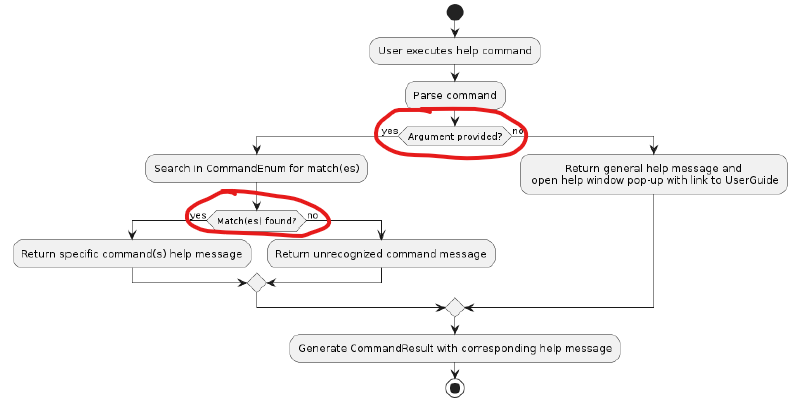 User executes help command
Parse command
yes
Argument provided?
no
Search in CommandEnum for match(es)
Return general help message and
open help window pop-up with link to UserGuide
yes
Match(es| found?
no
Return specific command(s) help message
Return unrecognized command message
Generate CommandResult with corresponding help message